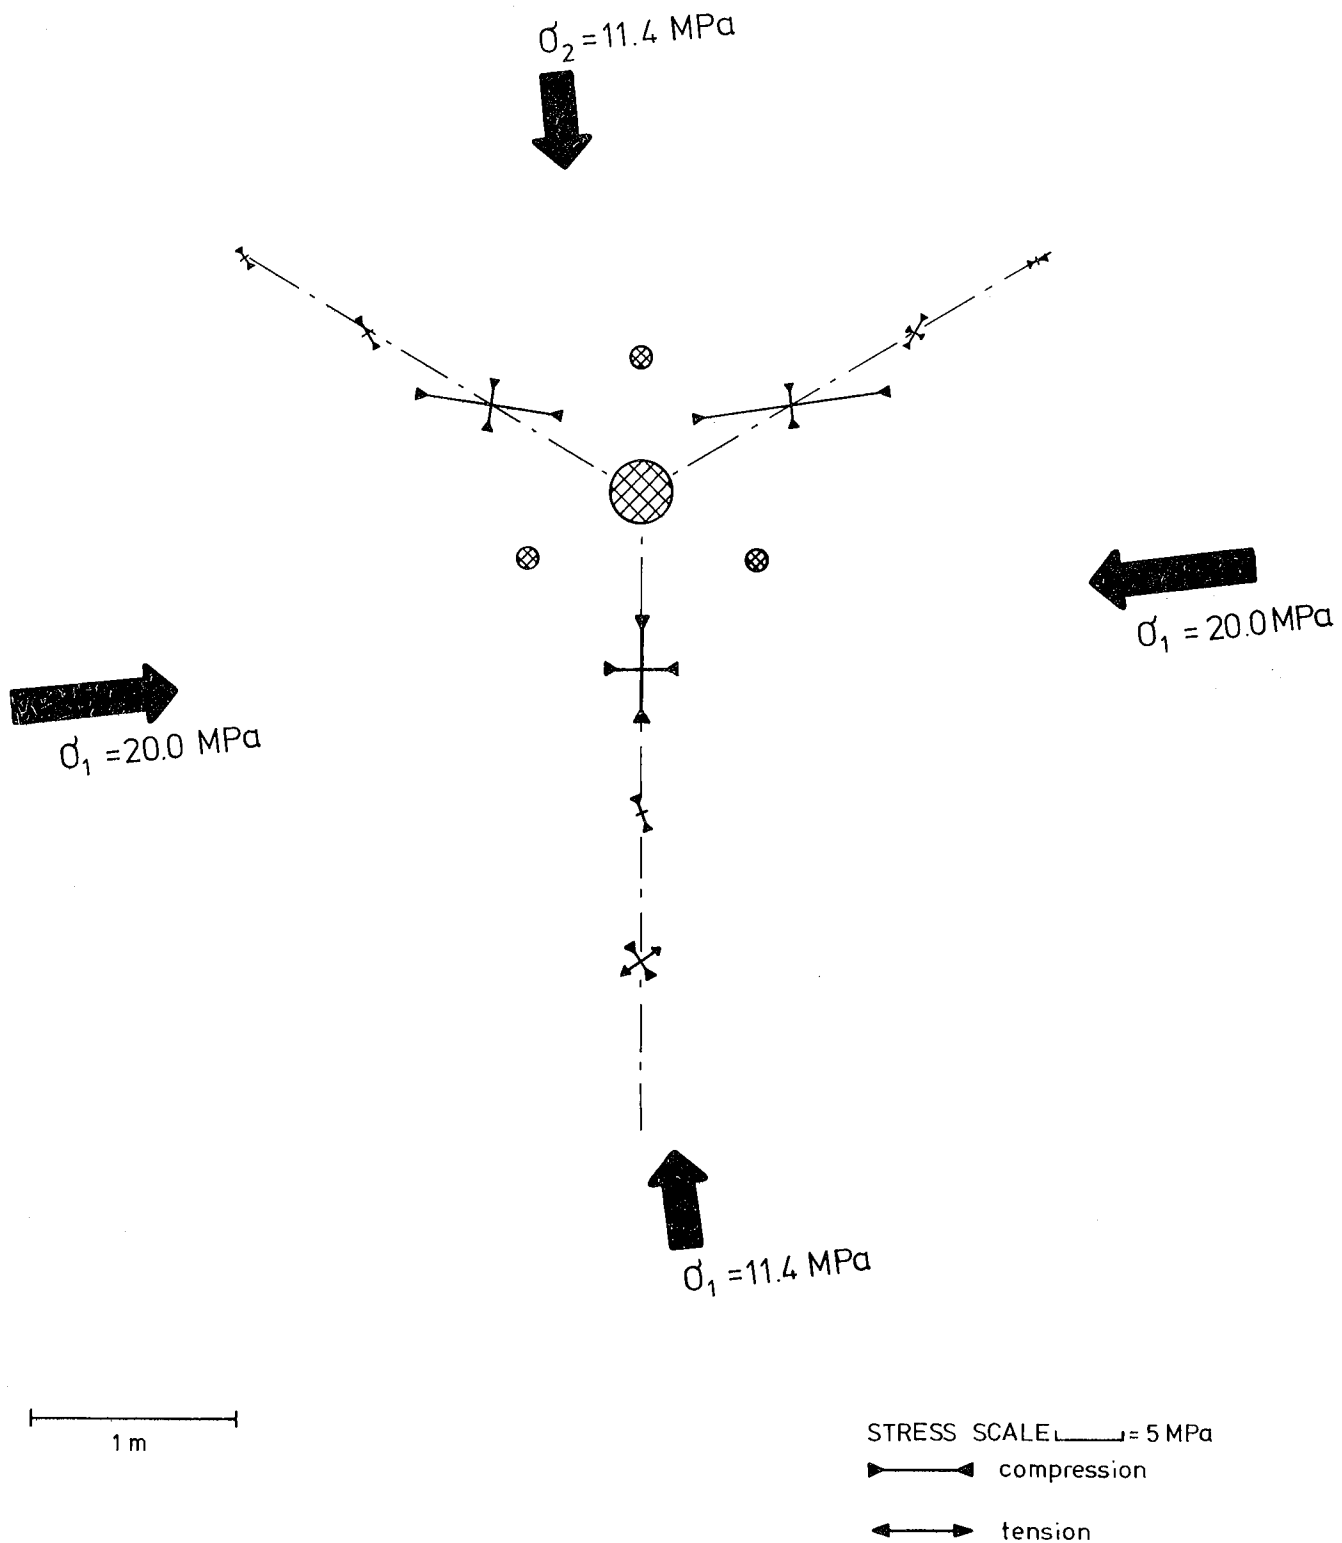 σ₂ = 11.4 MPa
σ₁ = 20.0 MPa
σ₁ = 20.0 MPa
σ₁ = 11.4 MPa
1 m
STRESS SCALE = 5 MPa
compression
tension